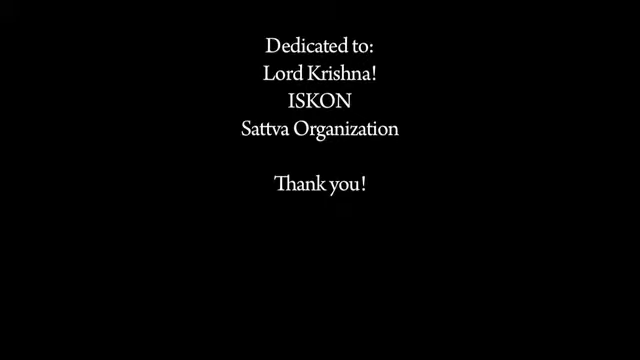 Dedicated to:
Lord Krishna!
ISKON
Sattva Organization
Thank you!